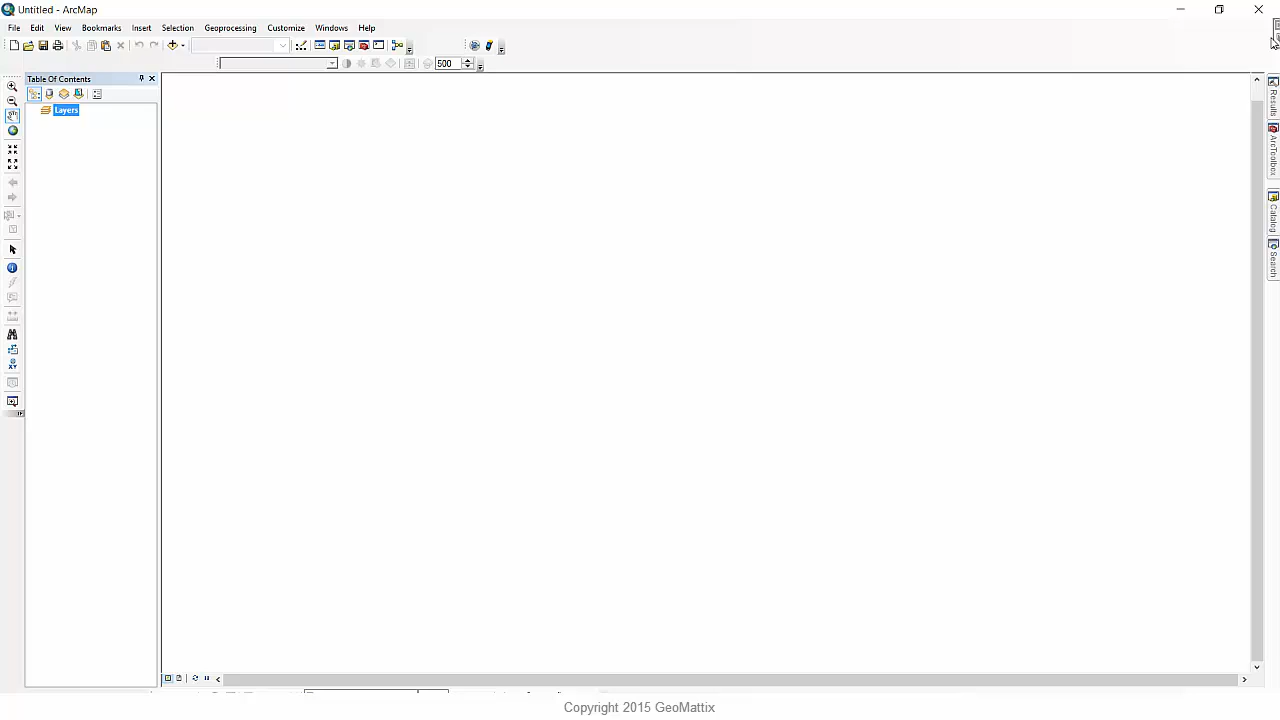 Untitled - ArcMap
File Edit View Bookmarks Insert Selection Geoprocessing Customize Windows Help
500
Table Of Contents
Layers
Results
ArcToolbox
Catalog
Search
Copyright 2015 GeoMattix